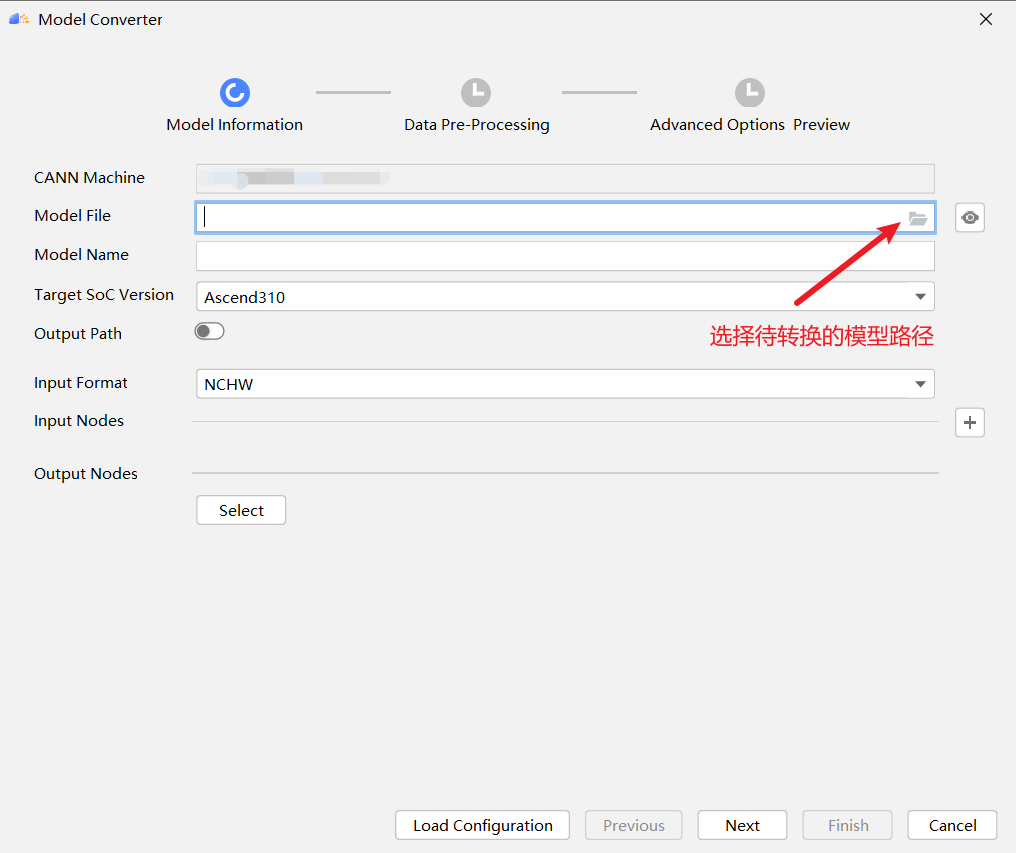 Model Converter
Model Information
Data Pre-Processing
Advanced Options Preview
CANN Machine
Model File
Model Name
Target SoC Version
Ascend310
Output Path
选择待转换的模型路径
Input Format
NCHW
Input Nodes
Output Nodes
Select
Load Configuration
Previous
Next
Finish
Cancel